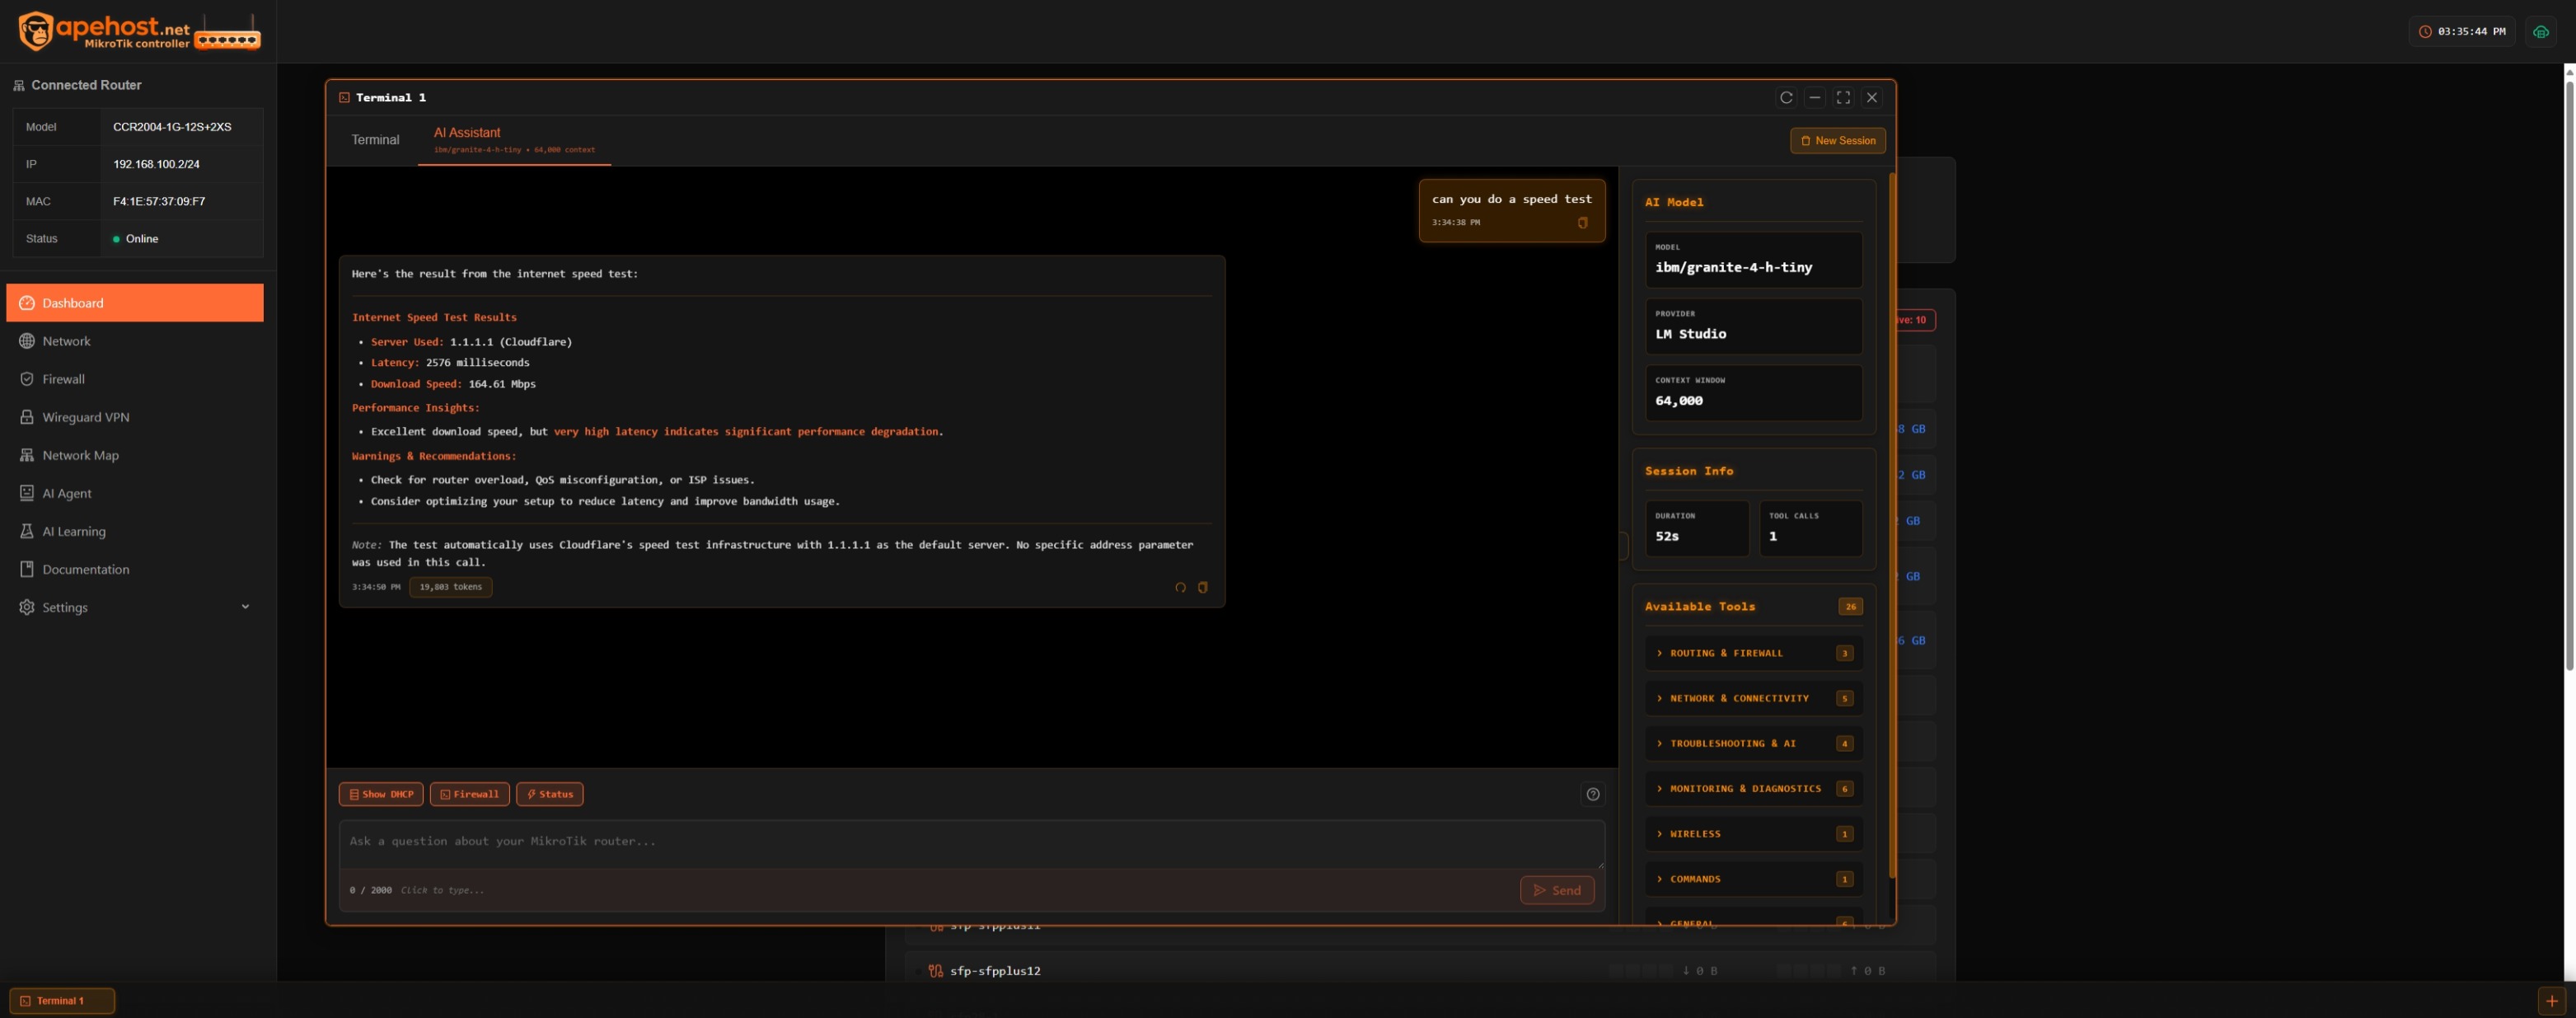 apehost.net
MikroTik controller
03:35:44 PM
Connected Router
Model CCR2004-1G-12S+2XS
IP 192.168.100.2/24
MAC F4:1E:57:37:09:F7
Status Online
Dashboard
Network
Firewall
Wireguard VPN
Network Map
AI Agent
AI Learning
Documentation
Settings
Terminal 1
Terminal
AI Assistant
ibm/granite-4-h-tiny • 64,000 context
New Session
can you do a speed test
3:34:38 PM
Here's the result from the internet speed test:
Internet Speed Test Results
• Server Used: 1.1.1.1 (Cloudflare)
• Latency: 2576 milliseconds
• Download Speed: 164.61 Mbps
Performance Insights:
• Excellent download speed, but very high latency indicates significant performance degradation.
Warnings & Recommendations:
• Check for router overload, QoS misconfiguration, or ISP issues.
• Consider optimizing your setup to reduce latency and improve bandwidth usage.
Note: The test automatically uses Cloudflare's speed test infrastructure with 1.1.1.1 as the default server. No specific address parameter
was used in this call.
3:34:50 PM 19,803 tokens
Show DHCP Firewall Status
Ask a question about your MikroTik router...
0 / 2000 Click to type...
Send
AI Model
MODEL
ibm/granite-4-h-tiny
PROVIDER
LM Studio
CONTEXT WINDOW
64,000
Session Info
DURATION TOOL CALLS
52s 1
Available Tools 26
ROUTING & FIREWALL 3
NETWORK & CONNECTIVITY 5
TROUBLESHOOTING & AI 4
MONITORING & DIAGNOSTICS 6
WIRELESS 1
COMMANDS 1
GENERAL 6
ve: 10
8 GB
2 GB
GB
GB
6 GB
sfp-sfpplus11
sfp-sfpplus12 ↓ 0 B ↑ 0 B
Terminal 1